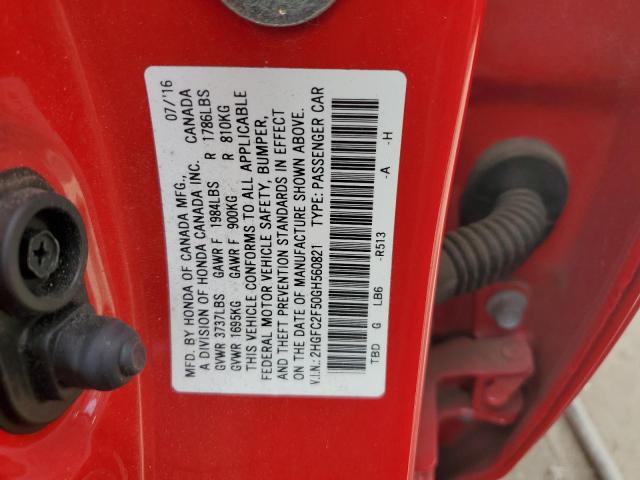 MFD. BY HONDA OF CANADA MFG., 07/'16
A DIVISION OF HONDA CANADA INC. CANADA
GVWR 3737LBS GAWR F 1984LBS R 1786LBS
GVWR 1695KG GAWR F 900KG R 810KG
THIS VEHICLE CONFORMS TO ALL APPLICABLE
FEDERAL MOTOR VEHICLE SAFETY, BUMPER,
AND THEFT PREVENTION STANDARDS IN EFFECT
ON THE DATE OF MANUFACTURE SHOWN ABOVE.
V.I.N.: 2HGFC2F50GH560821 TYPE: PASSENGER CAR
TBD G LB6 -R513 -A -H